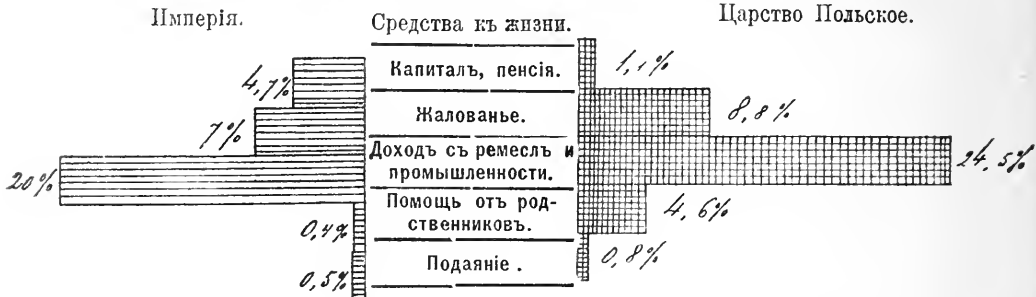 Имперія.
Средства къ жизни.
Царство Польское.
4,7%
Капиталъ, пенсія.
1,1%
7%
Жалованье.
8,8%
20%
Доходъ съ ремеслъ и
промышленности.
24,5%
0,4%
Помощь отъ род-
ственниковъ.
4,6%
0,5%
Подаяніе.
0,8%